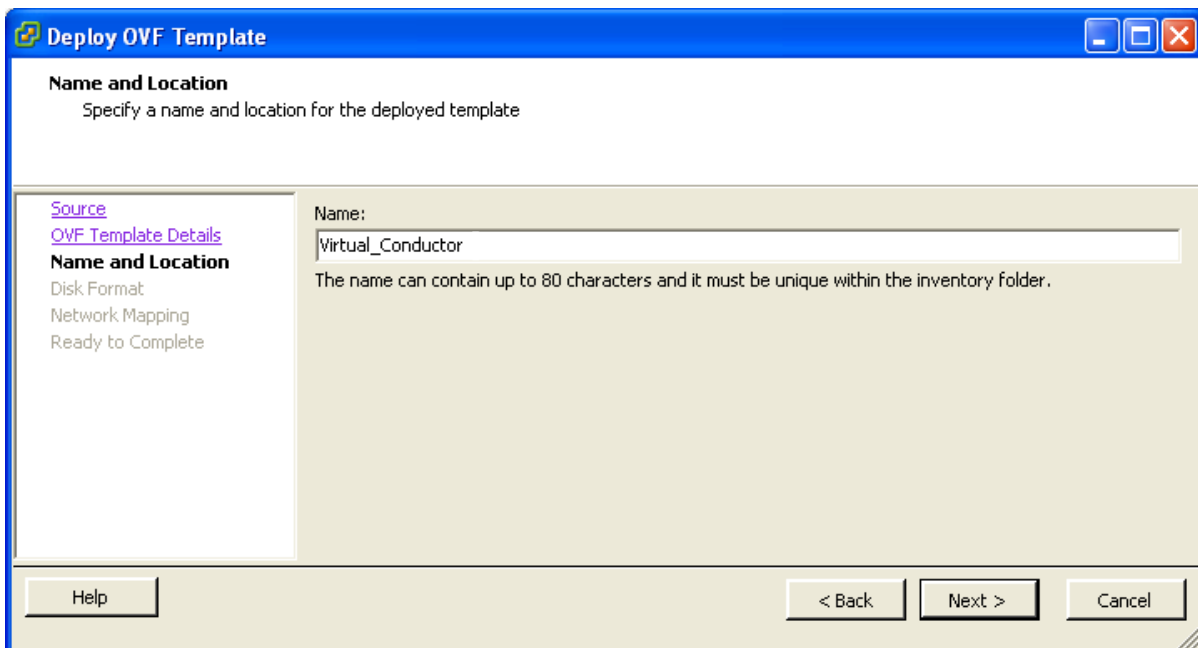 Deploy OVF Template
Name and Location
Specify a name and location for the deployed template
Source
OVF Template Details
Name and Location
Disk Format
Network Mapping
Ready to Complete
Name:
Virtual_Conductor
The name can contain up to 80 characters and it must be unique within the inventory folder.
Help
< Back
Next >
Cancel